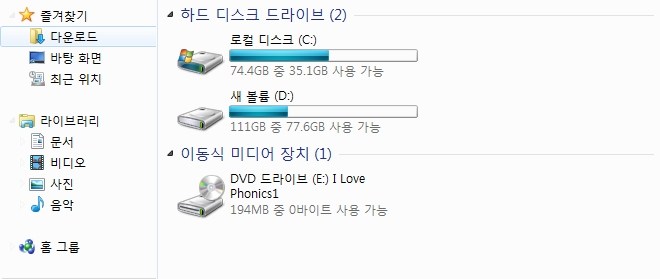 즐겨찾기
다운로드
바탕 화면
최근 위치
라이브러리
문서
비디오
사진
음악
홈 그룹
하드 디스크 드라이브 (2)
로컬 디스크 (C:)
74.4GB 중 35.1GB 사용 가능
새 볼륨 (D:)
111GB 중 77.6GB 사용 가능
이동식 미디어 장치 (1)
DVD 드라이브 (E:) I Love
Phonics1
194MB 중 0바이트 사용 가능